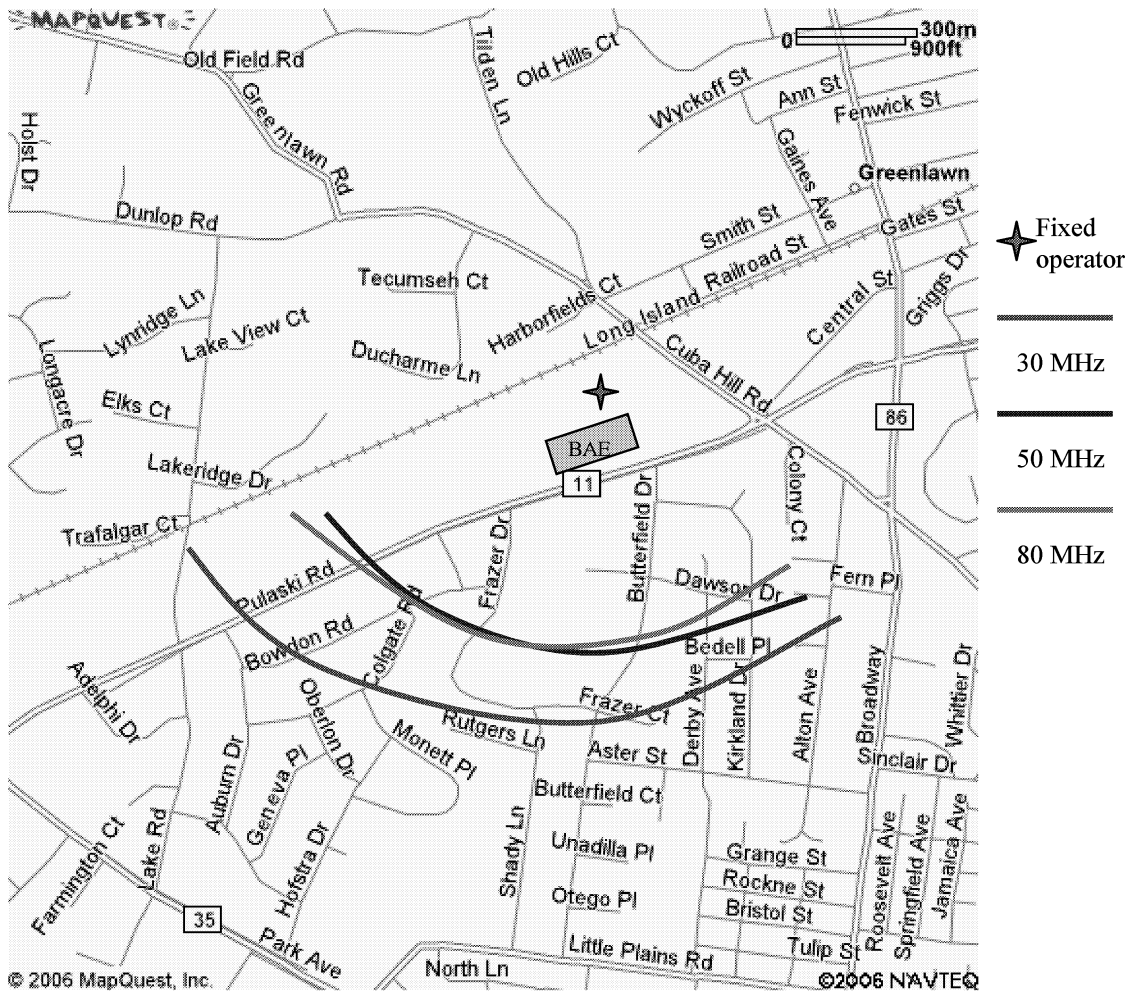 MAPQUEST®
0 300m
900ft
Old Field Rd
Tilden Ln
Old Hills Ct
Wyckoff St
Ann St
Fenwick St
Greenlawn Rd
Holst Dr
Gaines Ave
Greenlawn
Dunlop Rd
Smith St
Gates St
Railroad St
Long Island
Tecumseh Ct
Harborfields Ct
Griggs Dr
Central St
Lynridge Ln
Lake View Ct
Ducharme Ln
Cuba Hill Rd
Longacre Dr
Elks Ct
86
BAE
11
Lakeridge Dr
Colony Ct
Trafalgar Ct
Butterfield Dr
Frazer Dr
Pulaski Rd
Dawson Dr
Fern Pl
Bowdon Rd
Colgate Rd
Bedell Pl
Adelphi Dr
Oberlon Dr
Frazer Ct
Rutgers Ln
Monett Pl
Derby Ave
Kirkland Dr
Alton Ave
Broadway
Whittier Dr
Aster St
Sinclair Dr
Auburn Dr
Geneva Pl
Butterfield Ct
Lake Rd
Farmington Ct
Hofstra Dr
Shady Ln
Unadilla Pl
Grange St
Roosevelt Ave
Springfield Ave
Jamaica Ave
Rockne St
Otego Pl
Bristol St
35
Park Ave
Little Plains Rd
Tulip St
North Ln
© 2006 MapQuest, Inc.
©2006 NAVTEQ
Fixed
operator
30 MHz
50 MHz
80 MHz